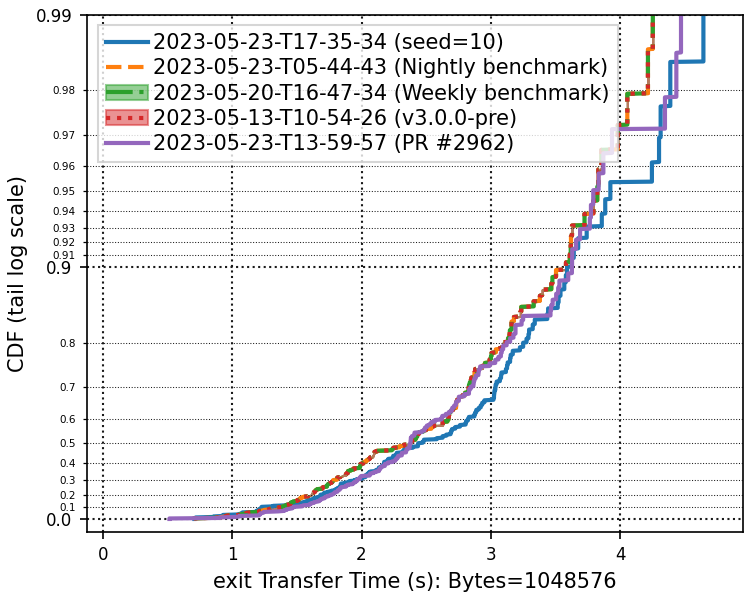 0.99
2023-05-23-T17-35-34 (seed=10)
2023-05-23-T05-44-43 (Nightly benchmark)
2023-05-20-T16-47-34 (Weekly benchmark)
2023-05-13-T10-54-26 (v3.0.0-pre)
2023-05-23-T13-59-57 (PR #2962)
0.98
0.97
0.96
0.95
0.94
0.93
0.92
0.91
0.9
0.8
0.7
0.6
0.5
0.4
0.3
0.2
0.1
0.0
CDF (tail log scale)
0 1 2 3 4
exit Transfer Time (s): Bytes=1048576